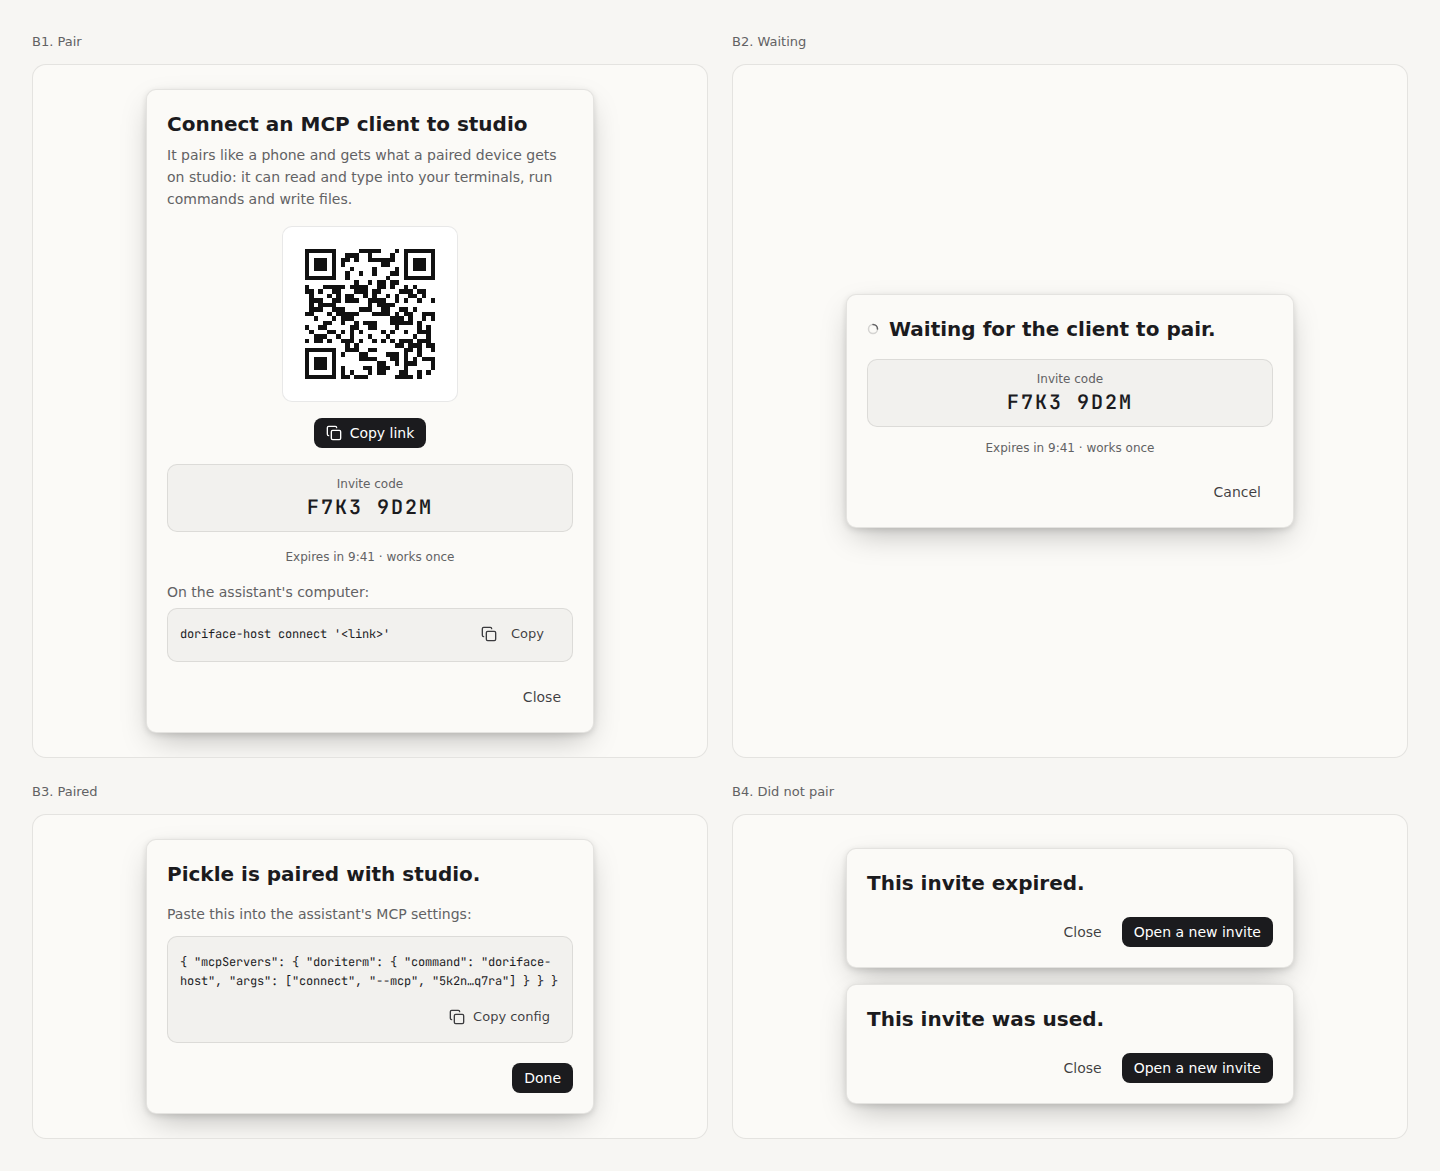 B1. Pair
Connect an MCP client to studio
It pairs like a phone and gets what a paired device gets
on studio: it can read and type into your terminals, run
commands and write files.
Copy link
Invite code
F7K3 9D2M
Expires in 9:41 · works once
On the assistant's computer:
doriface-host connect '<link>'
Copy
Close
B2. Waiting
Waiting for the client to pair.
Invite code
F7K3 9D2M
Expires in 9:41 · works once
Cancel
B3. Paired
Pickle is paired with studio.
Paste this into the assistant's MCP settings:
{ "mcpServers": { "doriterm": { "command": "doriface-
host", "args": ["connect", "--mcp", "5k2n…q7ra"] } } }
Copy config
Done
B4. Did not pair
This invite expired.
Close
Open a new invite
This invite was used.
Close
Open a new invite